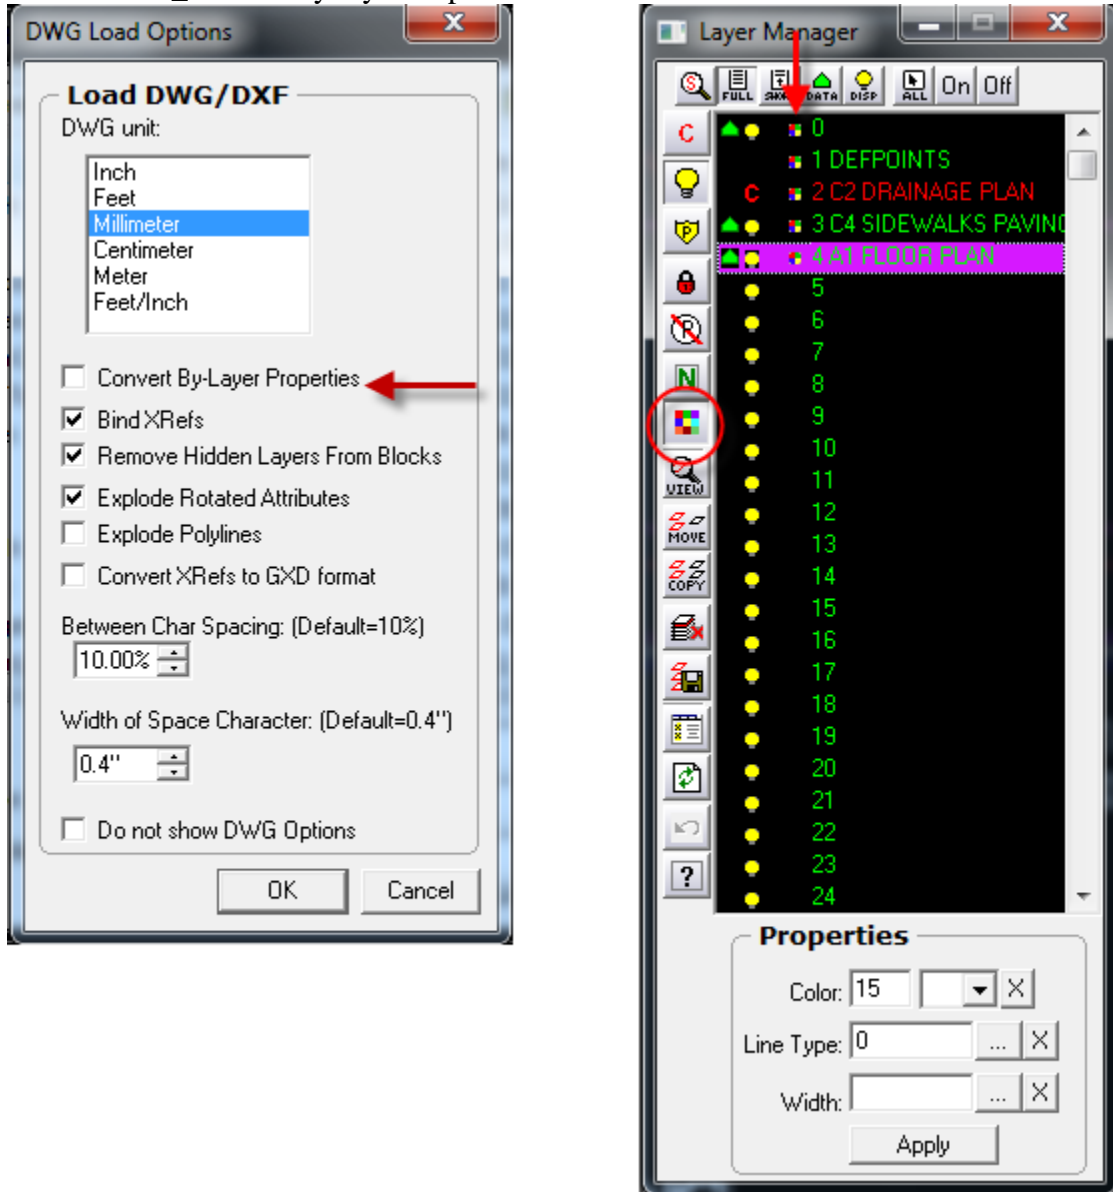 DWG Load Options
Load DWG/DXF
DWG unit:
Inch
Feet
Millimeter
Centimeter
Meter
Feet/Inch
Convert By-Layer Properties
Bind XRefs
Remove Hidden Layers From Blocks
Explode Rotated Attributes
Explode Polylines
Convert XRefs to GXD format
Between Char Spacing: (Default=10%)
10.00%
Width of Space Character: (Default=0.4")
0.4"
Do not show DWG Options
OK Cancel
Layer Manager
S FULL DATA DISP ALL On Off
C
P
R
N
VIEW
MOVE
COPY
?
0
1 DEFPOINTS
C 2 C2 DRAINAGE PLAN
3 C4 SIDEWALKS PAVING
4 A1 FLOOR PLAN
5
6
7
8
9
10
11
12
13
14
15
16
17
18
19
20
21
22
23
24
Properties
Color: 15 X
Line Type: 0 ... X
Width: ... X
Apply